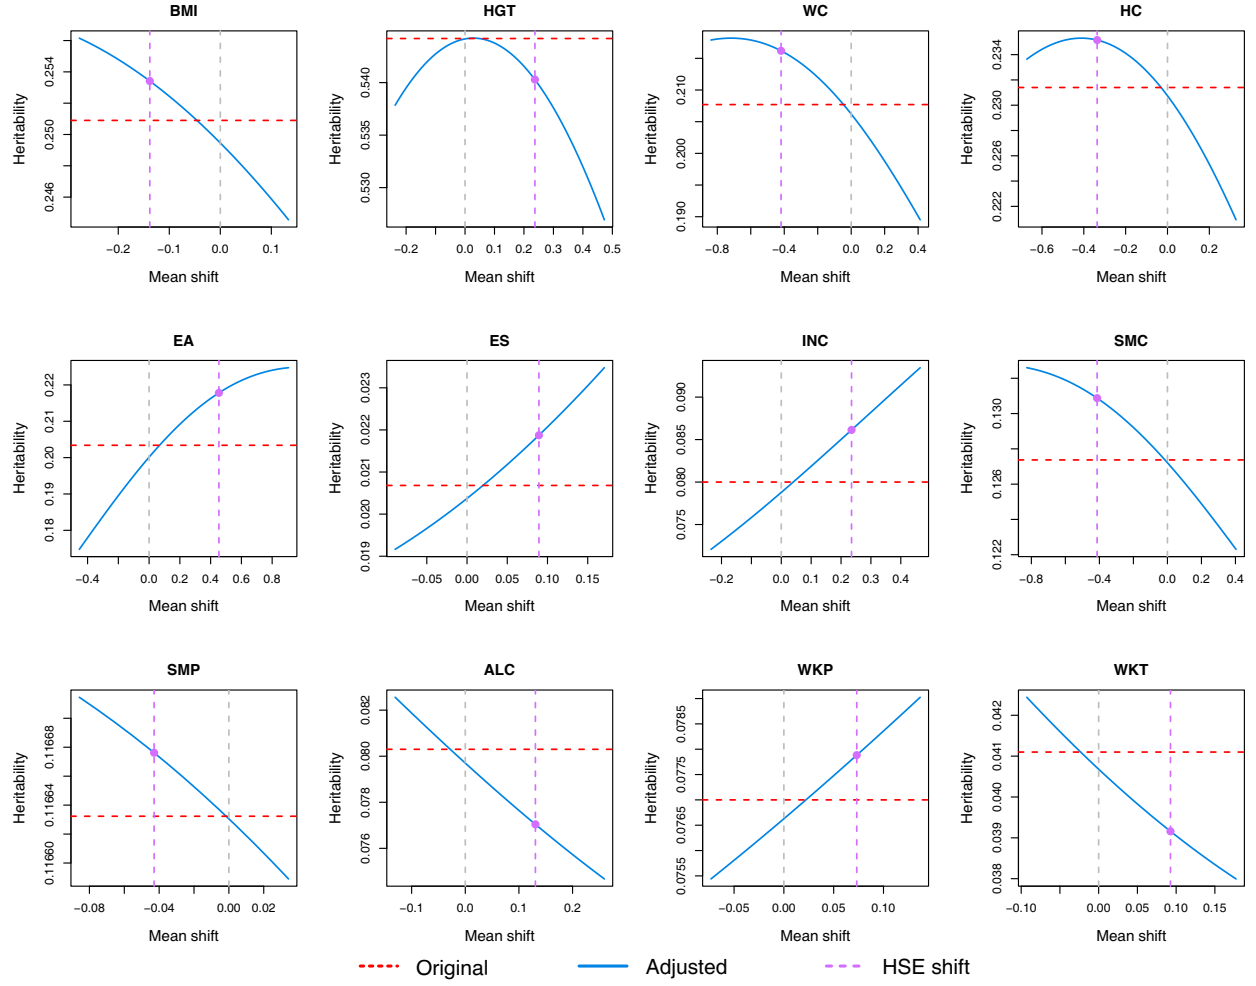 BMI
HGT
WC
HC
Heritability
0.246 0.250 0.254
−0.2 −0.1 0.0 0.1
Mean shift
Heritability
0.530 0.535 0.540
−0.2 0.0 0.1 0.2 0.3 0.4 0.5
Mean shift
Heritability
0.190 0.200 0.210
−0.8 −0.4 0.0 0.4
Mean shift
Heritability
0.222 0.226 0.230 0.234
−0.6 −0.4 −0.2 0.0 0.2
Mean shift
EA
ES
INC
SMC
Heritability
0.18 0.19 0.20 0.21 0.22
−0.4 0.0 0.2 0.4 0.6 0.8
Mean shift
Heritability
0.019 0.020 0.021 0.022 0.023
−0.05 0.00 0.05 0.10 0.15
Mean shift
Heritability
0.075 0.080 0.085 0.090
−0.2 0.0 0.1 0.2 0.3 0.4
Mean shift
Heritability
0.122 0.126 0.130
−0.8 −0.4 0.0 0.4
Mean shift
SMP
ALC
WKP
WKT
Heritability
0.11660 0.11664 0.11668
−0.08 −0.04 0.00 0.02
Mean shift
Heritability
0.076 0.078 0.080 0.082
−0.1 0.0 0.1 0.2
Mean shift
Heritability
0.0755 0.0765 0.0775 0.0785
−0.05 0.00 0.05 0.10
Mean shift
Heritability
0.038 0.039 0.040 0.041 0.042
−0.10 0.00 0.05 0.10 0.15
Mean shift
Original Adjusted HSE shift